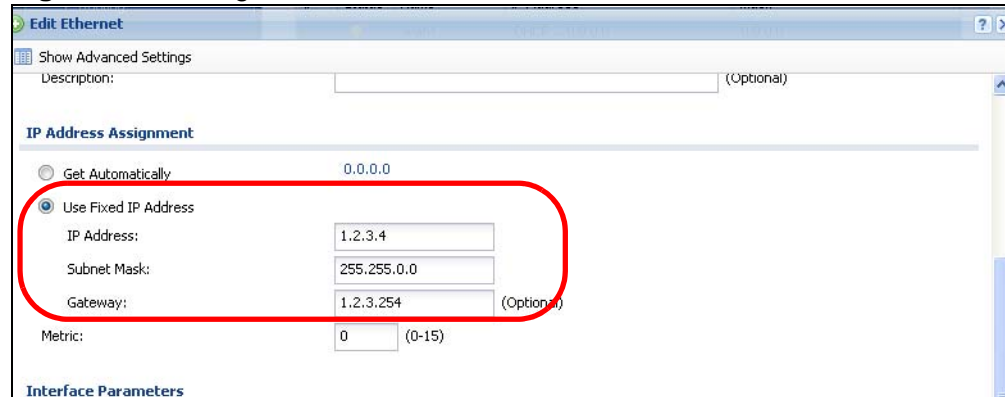 Edit Ethernet
Show Advanced Settings
Description: (Optional)
IP Address Assignment
Get Automatically 0.0.0.0
Use Fixed IP Address
IP Address: 1.2.3.4
Subnet Mask: 255.255.0.0
Gateway: 1.2.3.254 (Optional)
Metric: 0 (0-15)
Interface Parameters